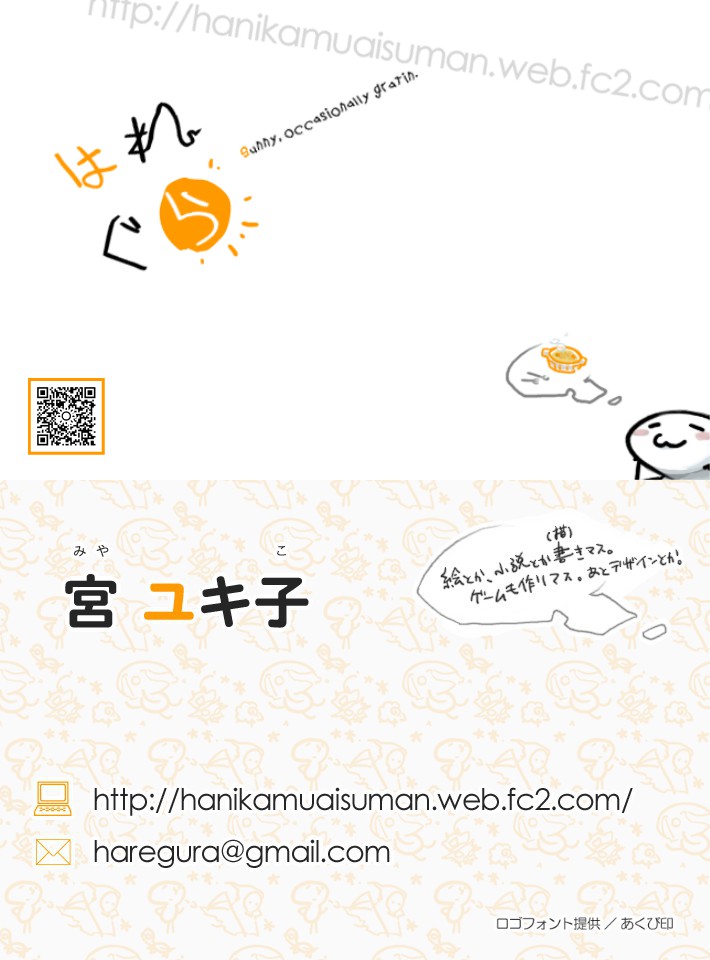 http://hanikamuaisuman.web.fc2.com
Sunny, occasionally gratin.
はれ
ぐら
みや こ
宮 ユキ子
(描)
絵とか、小説とか書きマス。
ゲームも作りマス。あとデザインとか。
http://hanikamuaisuman.web.fc2.com/
haregura@gmail.com
ロゴフォント提供／あくび印